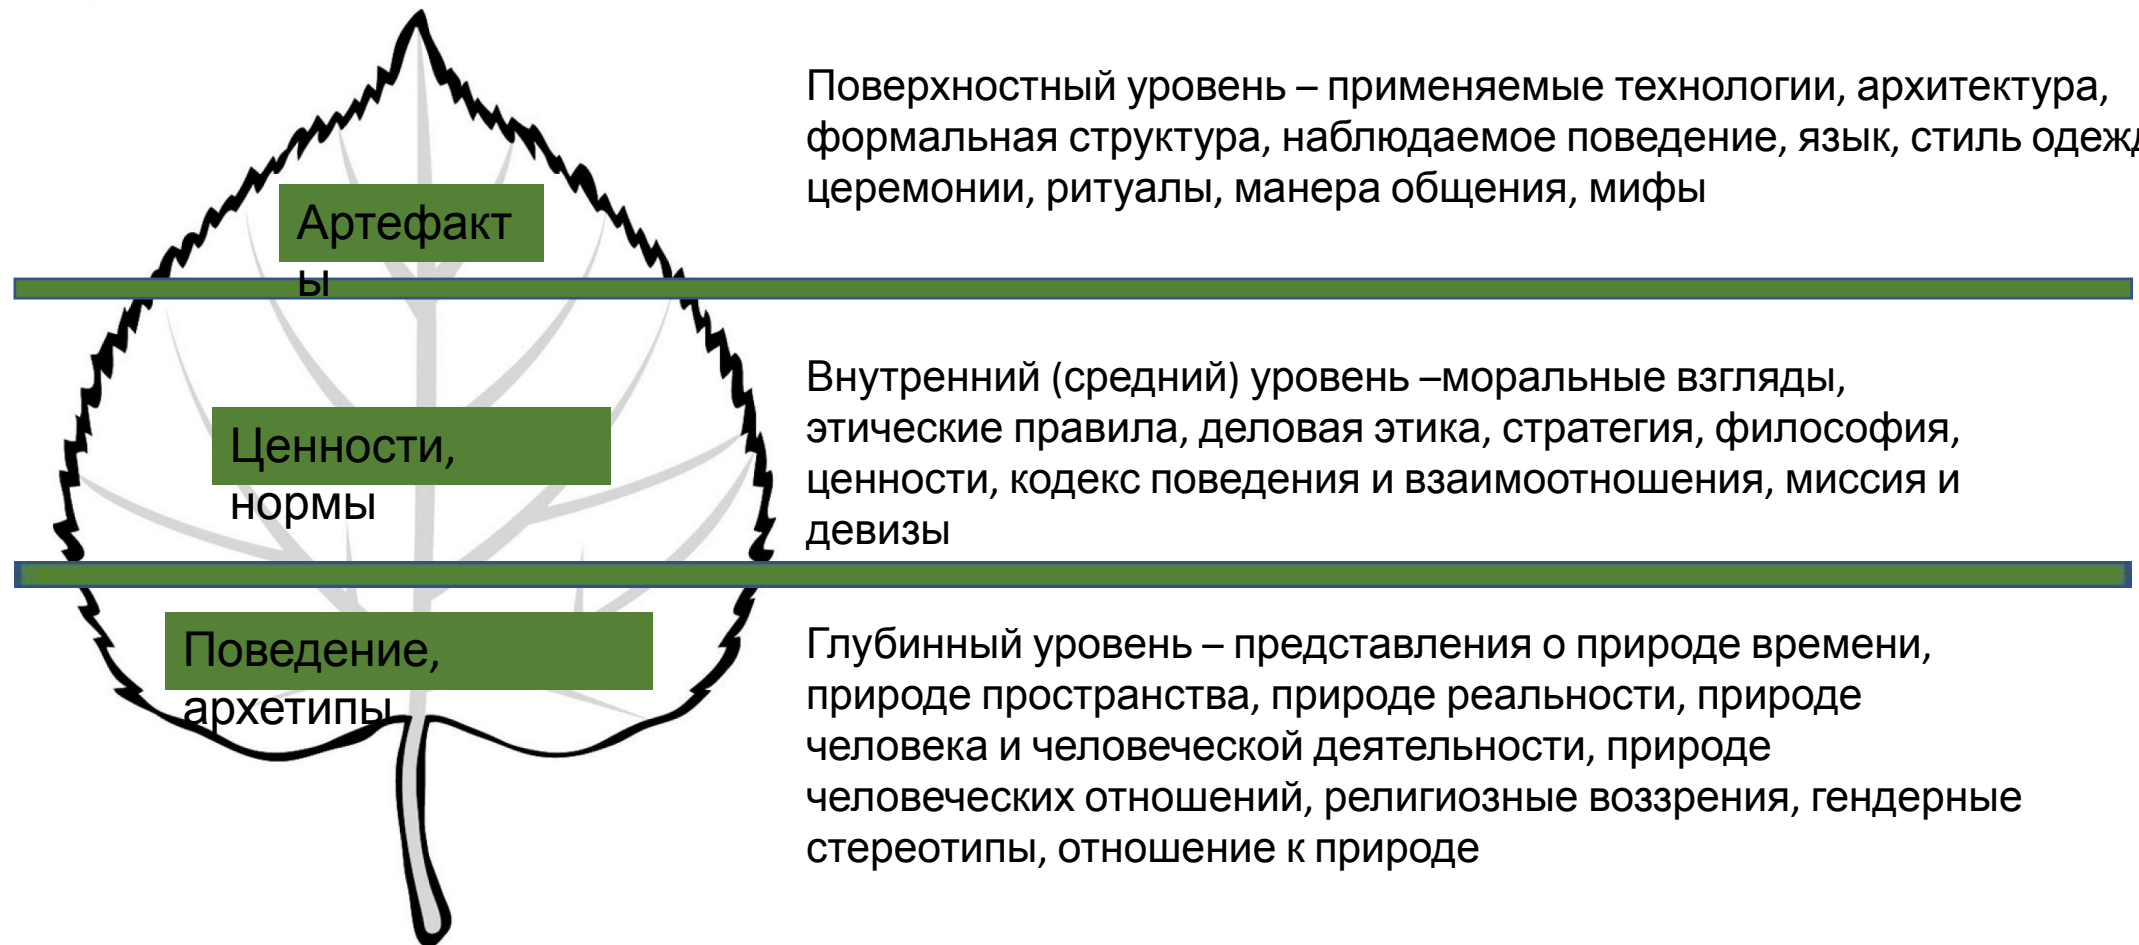 Поверхностный уровень – применяемые технологии, архитектура,
формальная структура, наблюдаемое поведение, язык, стиль одежд
церемонии, ритуалы, манера общения, мифы
Артефакт
ы
Внутренний (средний) уровень –моральные взгляды,
этические правила, деловая этика, стратегия, философия,
ценности, кодекс поведения и взаимоотношения, миссия и
девизы
Ценности,
нормы
Глубинный уровень – представления о природе времени,
природе пространства, природе реальности, природе
человека и человеческой деятельности, природе
человеческих отношений, религиозные воззрения, гендерные
стереотипы, отношение к природе
Поведение,
архетипы